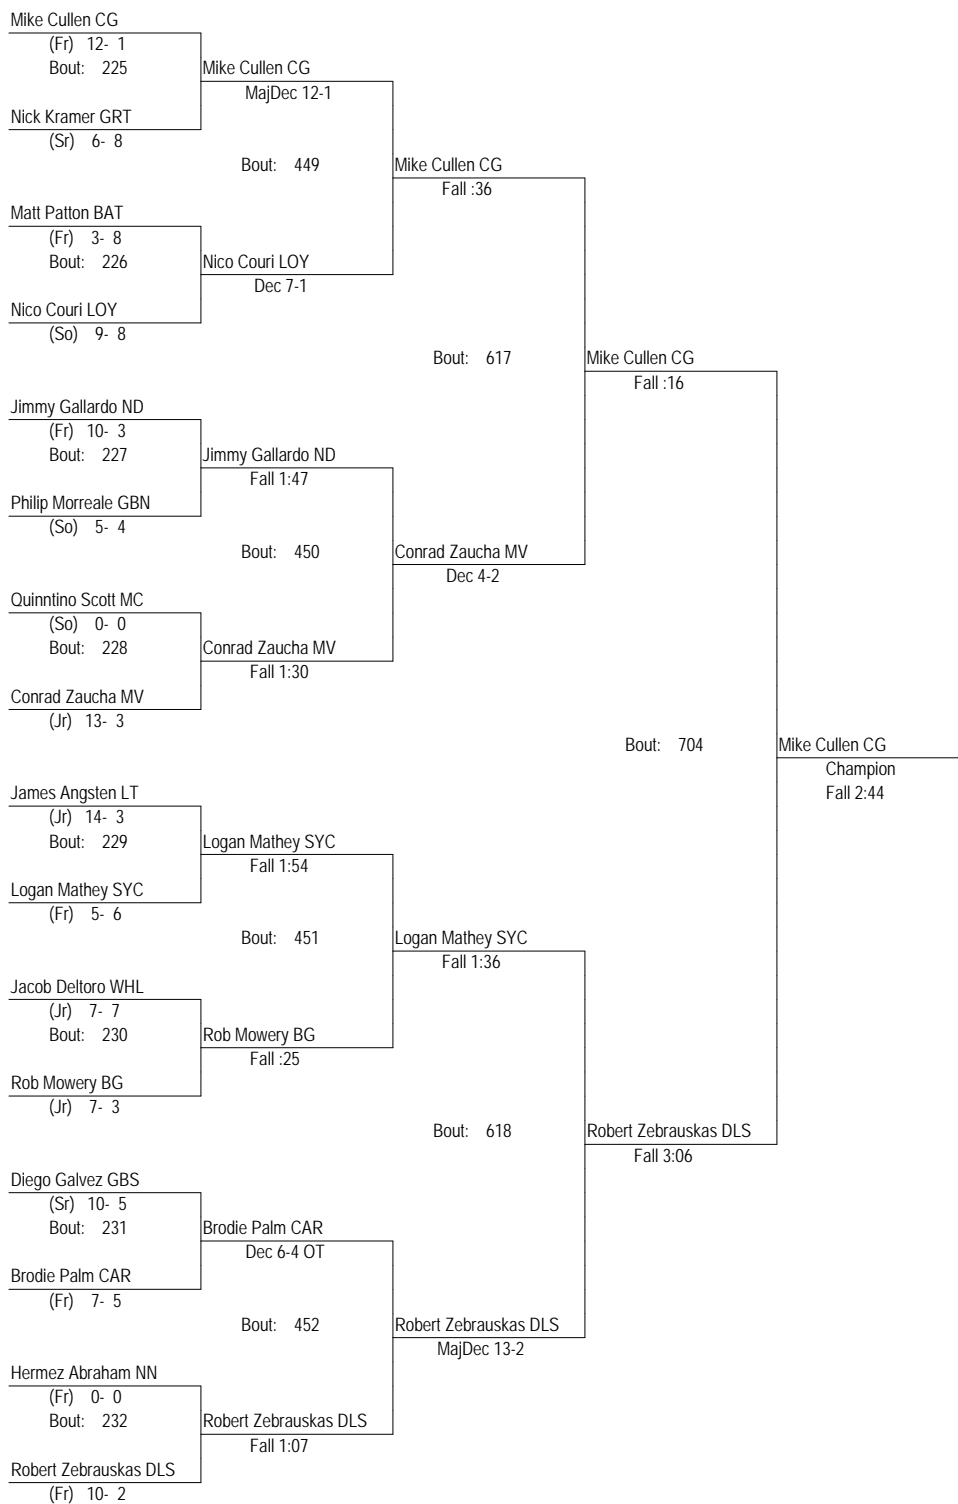 Mike Cullen CG
(Fr) 12- 1
Bout: 225
Mike Cullen CG
MajDec 12-1
Nick Kramer GRT
(Sr) 6- 8
Bout: 449
Mike Cullen CG
Fall :36
Matt Patton BAT
(Fr) 3- 8
Bout: 226
Nico Couri LOY
Dec 7-1
Nico Couri LOY
(So) 9- 8
Bout: 617
Mike Cullen CG
Fall :16
Jimmy Gallardo ND
(Fr) 10- 3
Bout: 227
Jimmy Gallardo ND
Fall 1:47
Philip Morreale GBN
(So) 5- 4
Bout: 450
Conrad Zaucha MV
Dec 4-2
Quinntino Scott MC
(So) 0- 0
Bout: 228
Conrad Zaucha MV
Fall 1:30
Conrad Zaucha MV
(Jr) 13- 3
Bout: 704
Mike Cullen CG
Champion
Fall 2:44
James Angsten LT
(Jr) 14- 3
Bout: 229
Logan Mathey SYC
Fall 1:54
Logan Mathey SYC
(Fr) 5- 6
Bout: 451
Logan Mathey SYC
Fall 1:36
Jacob Deltoro WHL
(Jr) 7- 7
Bout: 230
Rob Mowery BG
Fall :25
Rob Mowery BG
(Jr) 7- 3
Bout: 618
Robert Zebrauskas DLS
Fall 3:06
Diego Galvez GBS
(Sr) 10- 5
Bout: 231
Brodie Palm CAR
Dec 6-4 OT
Brodie Palm CAR
(Fr) 7- 5
Bout: 452
Robert Zebrauskas DLS
MajDec 13-2
Hermez Abraham NN
(Fr) 0- 0
Bout: 232
Robert Zebrauskas DLS
Fall 1:07
Robert Zebrauskas DLS
(Fr) 10- 2